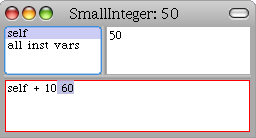 SmallInteger: 50
self
all inst vars
50
self + 10 60